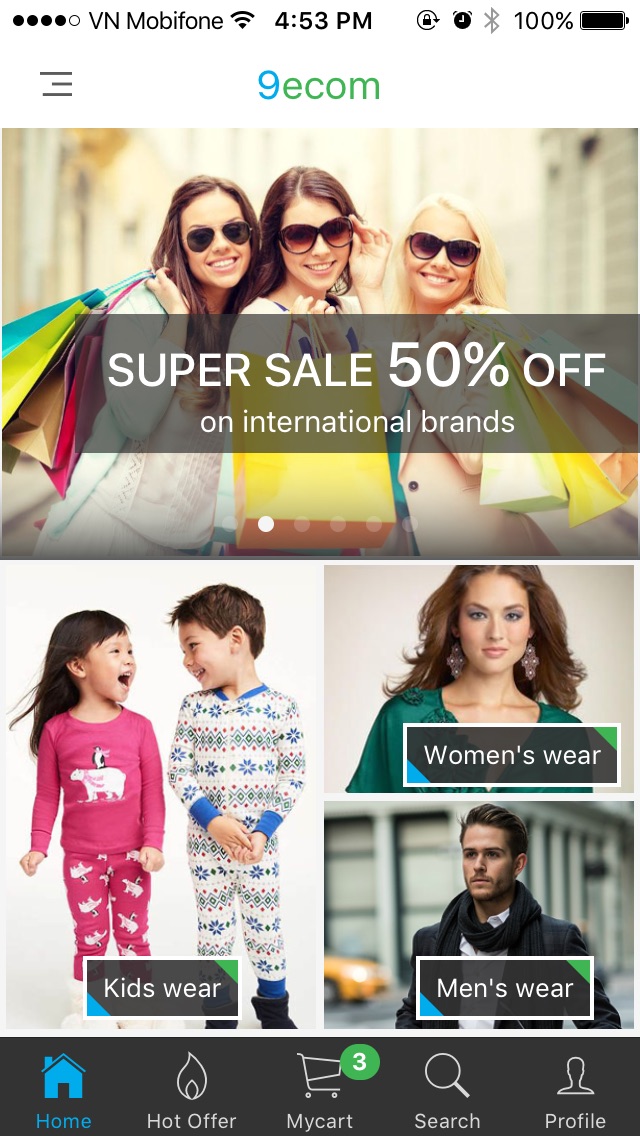 VN Mobifone 4:53 PM 100%
9ecom
SUPER SALE 50% OFF
on international brands
Women's wear
Kids wear
Men's wear
3
Home Hot Offer Mycart Search Profile